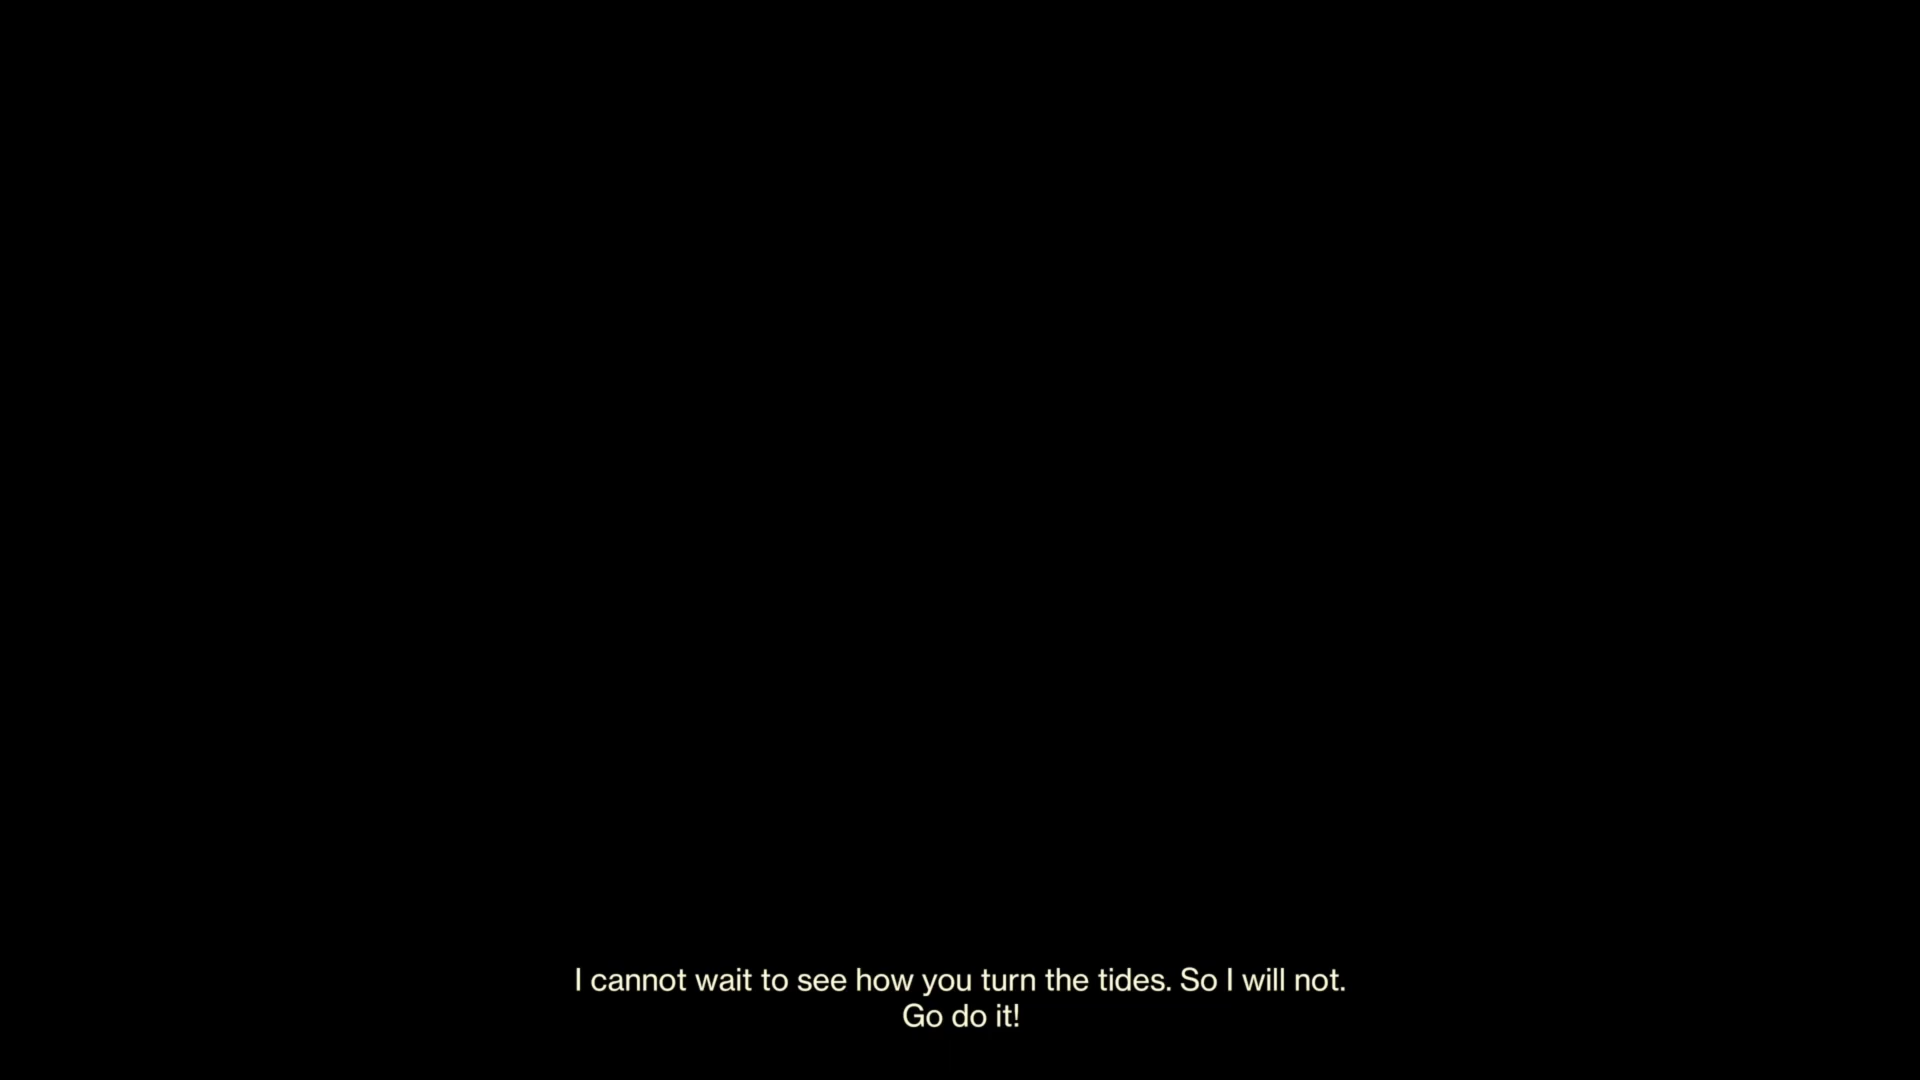 I cannot wait to see how you turn the tides. So I will not.
Go do it!